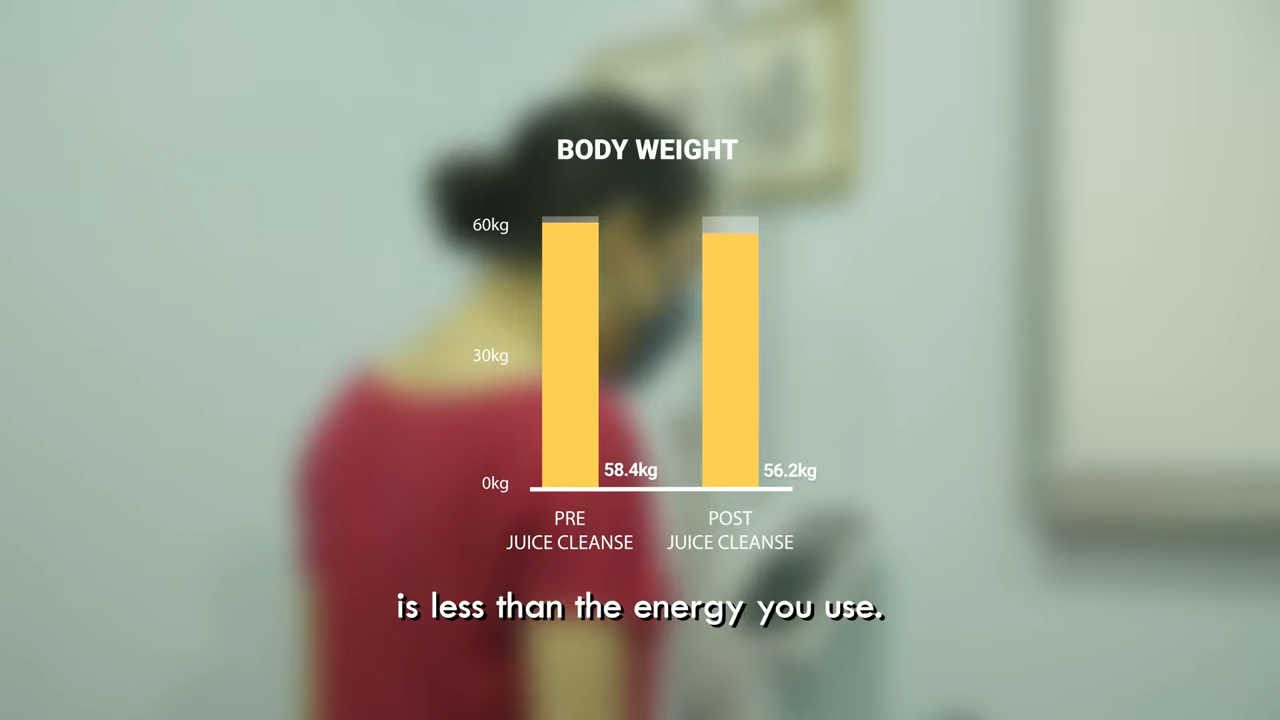 BODY WEIGHT
60kg
30kg
0kg
58.4kg
56.2kg
PRE
JUICE CLEANSE
POST
JUICE CLEANSE
is less than the energy you use.